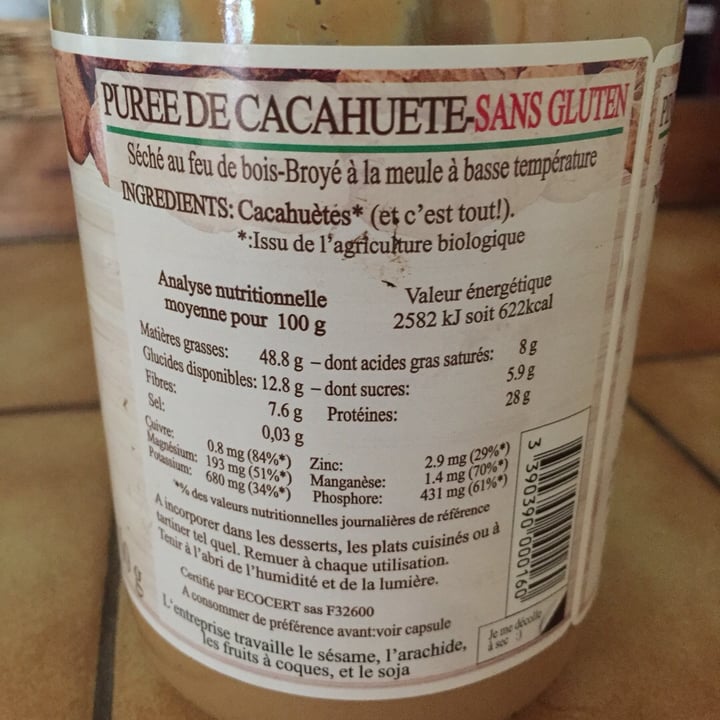 PUREE DE CACAHUETE-SANS GLUTEN
Séché au feu de bois-Broyé à la meule à basse température
INGREDIENTS: Cacahuètes* (et c'est tout!).
*:Issu de l'agriculture biologique
Analyse nutritionnelle
moyenne pour 100 g
Valeur énergétique
2582 kJ soit 622kcal
Matières grasses: 48.8 g – dont acides gras saturés: 8 g
Glucides disponibles: 12.8 g – dont sucres: 5.9 g
Fibres: 7.6 g Protéines: 28 g
Sel: 0,03 g
Cuivre: 0.8 mg (84%*) Zinc: 2.9 mg (29%*)
Magnésium: 193 mg (51%*) Manganèse: 1.4 mg (70%*)
Potassium: 680 mg (34%*) Phosphore: 431 mg (61%*)
*% des valeurs nutritionnelles journalières de référence
A incorporer dans les desserts, les plats cuisinés ou à
tartiner tel quel. Remuer à chaque utilisation.
Tenir à l'abri de l'humidité et de la lumière.
Certifié par ECOCERT sas F32600
A consommer de préférence avant:voir capsule
L'entreprise travaille le sésame, l'arachide,
les fruits à coques, et le soja
3 390390 000160
Je me décolle
à sec :)